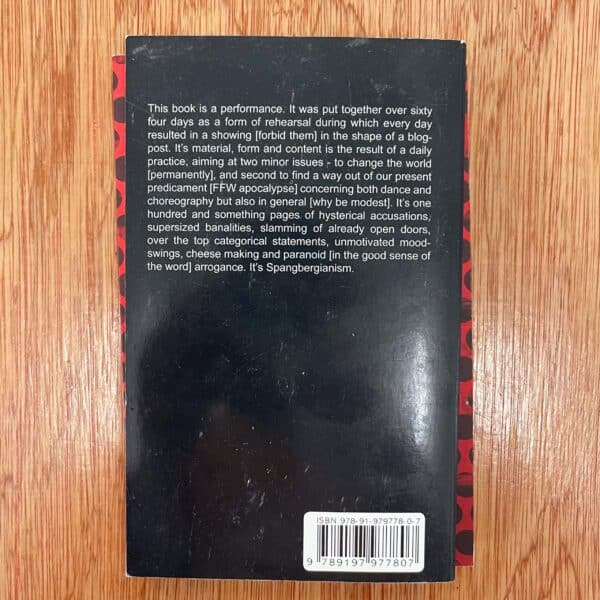 This book is a performance. It was put together over sixty
four days as a form of rehearsal during which every day
resulted in a showing [forbid them] in the shape of a blog-
post. It's material, form and content is the result of a daily
practice, aiming at two minor issues - to change the world
[permanently], and second to find a way out of our present
predicament [FFW apocalypse] concerning both dance and
choreography but also in general [why be modest]. It's one
hundred and something pages of hysterical accusations,
supersized banalities, slamming of already open doors,
over the top categorical statements, unmotivated mood-
swings, cheese making and paranoid [in the good sense of
the word] arrogance. It's Spangbergianism.
ISBN 978-91-979778-0-7
9 789197 977807